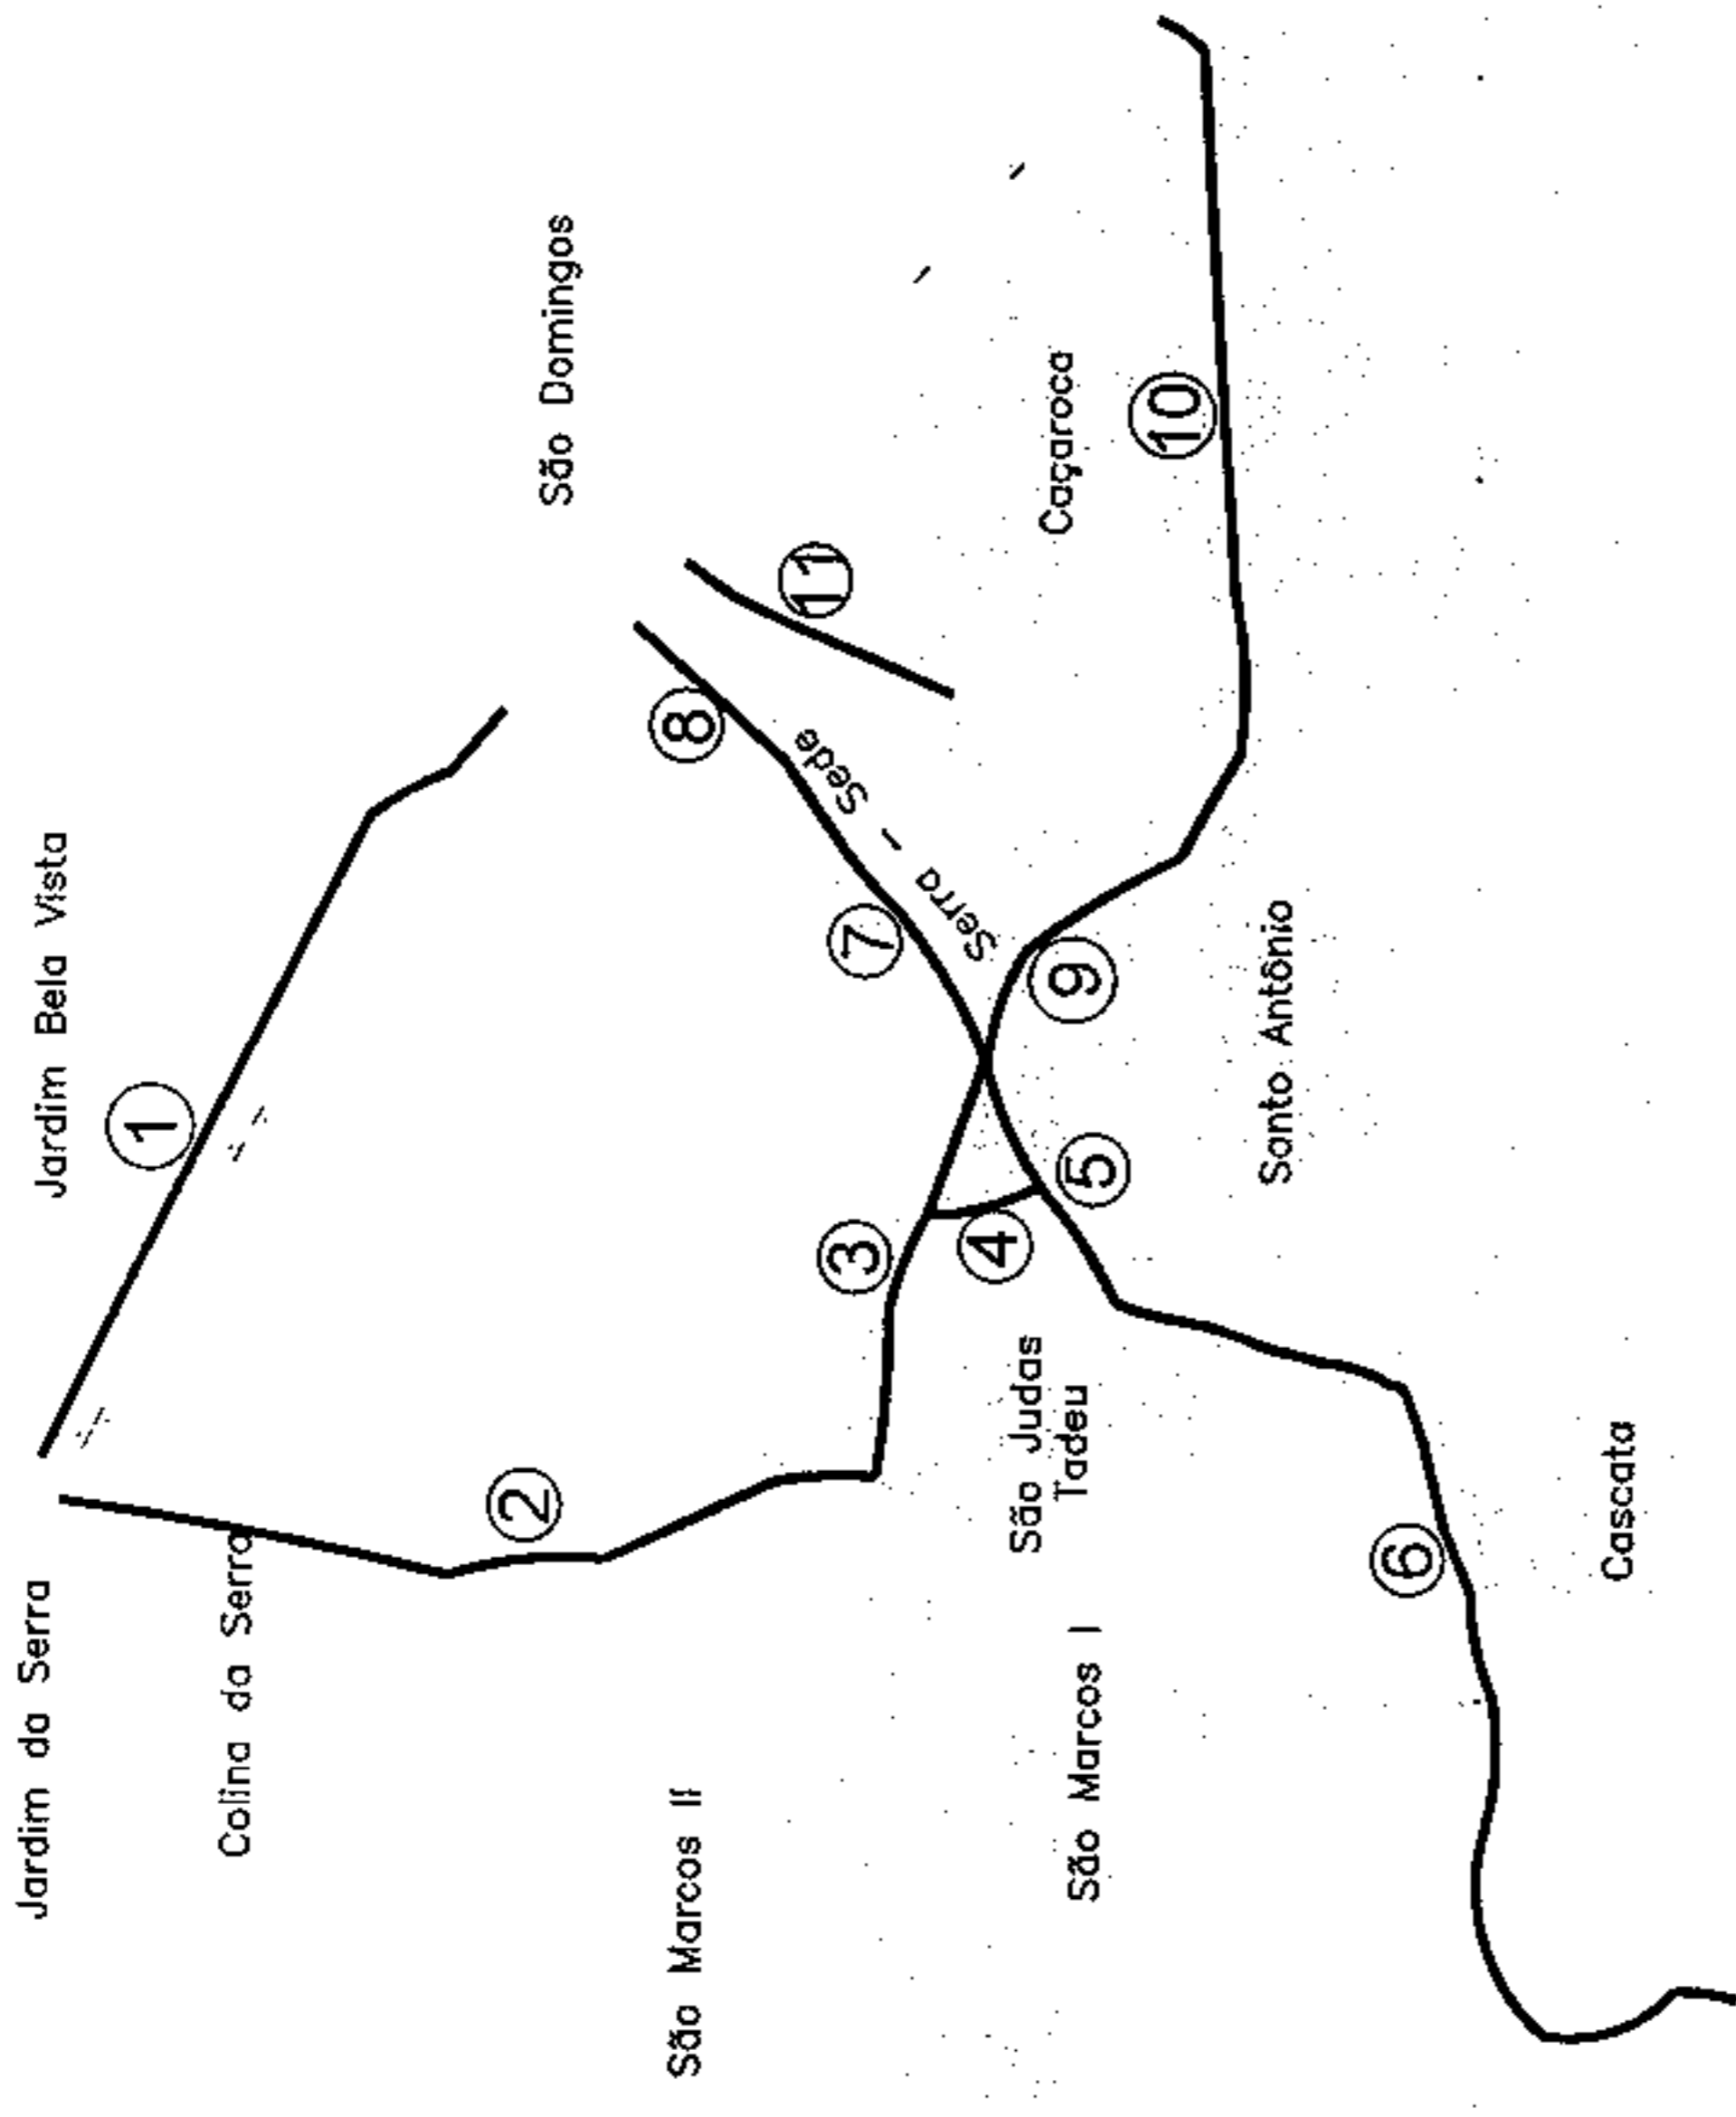 Jardim da Serra
Jardim Bela Vista
1
Colina da Serra
2
São Domingos
São Marcos II
8
11
3
7
Serra - Sede
4
São Judas
Tadeu
9
Caçaroca
São Marcos I
5
10
Santo Antônio
6
Cascata